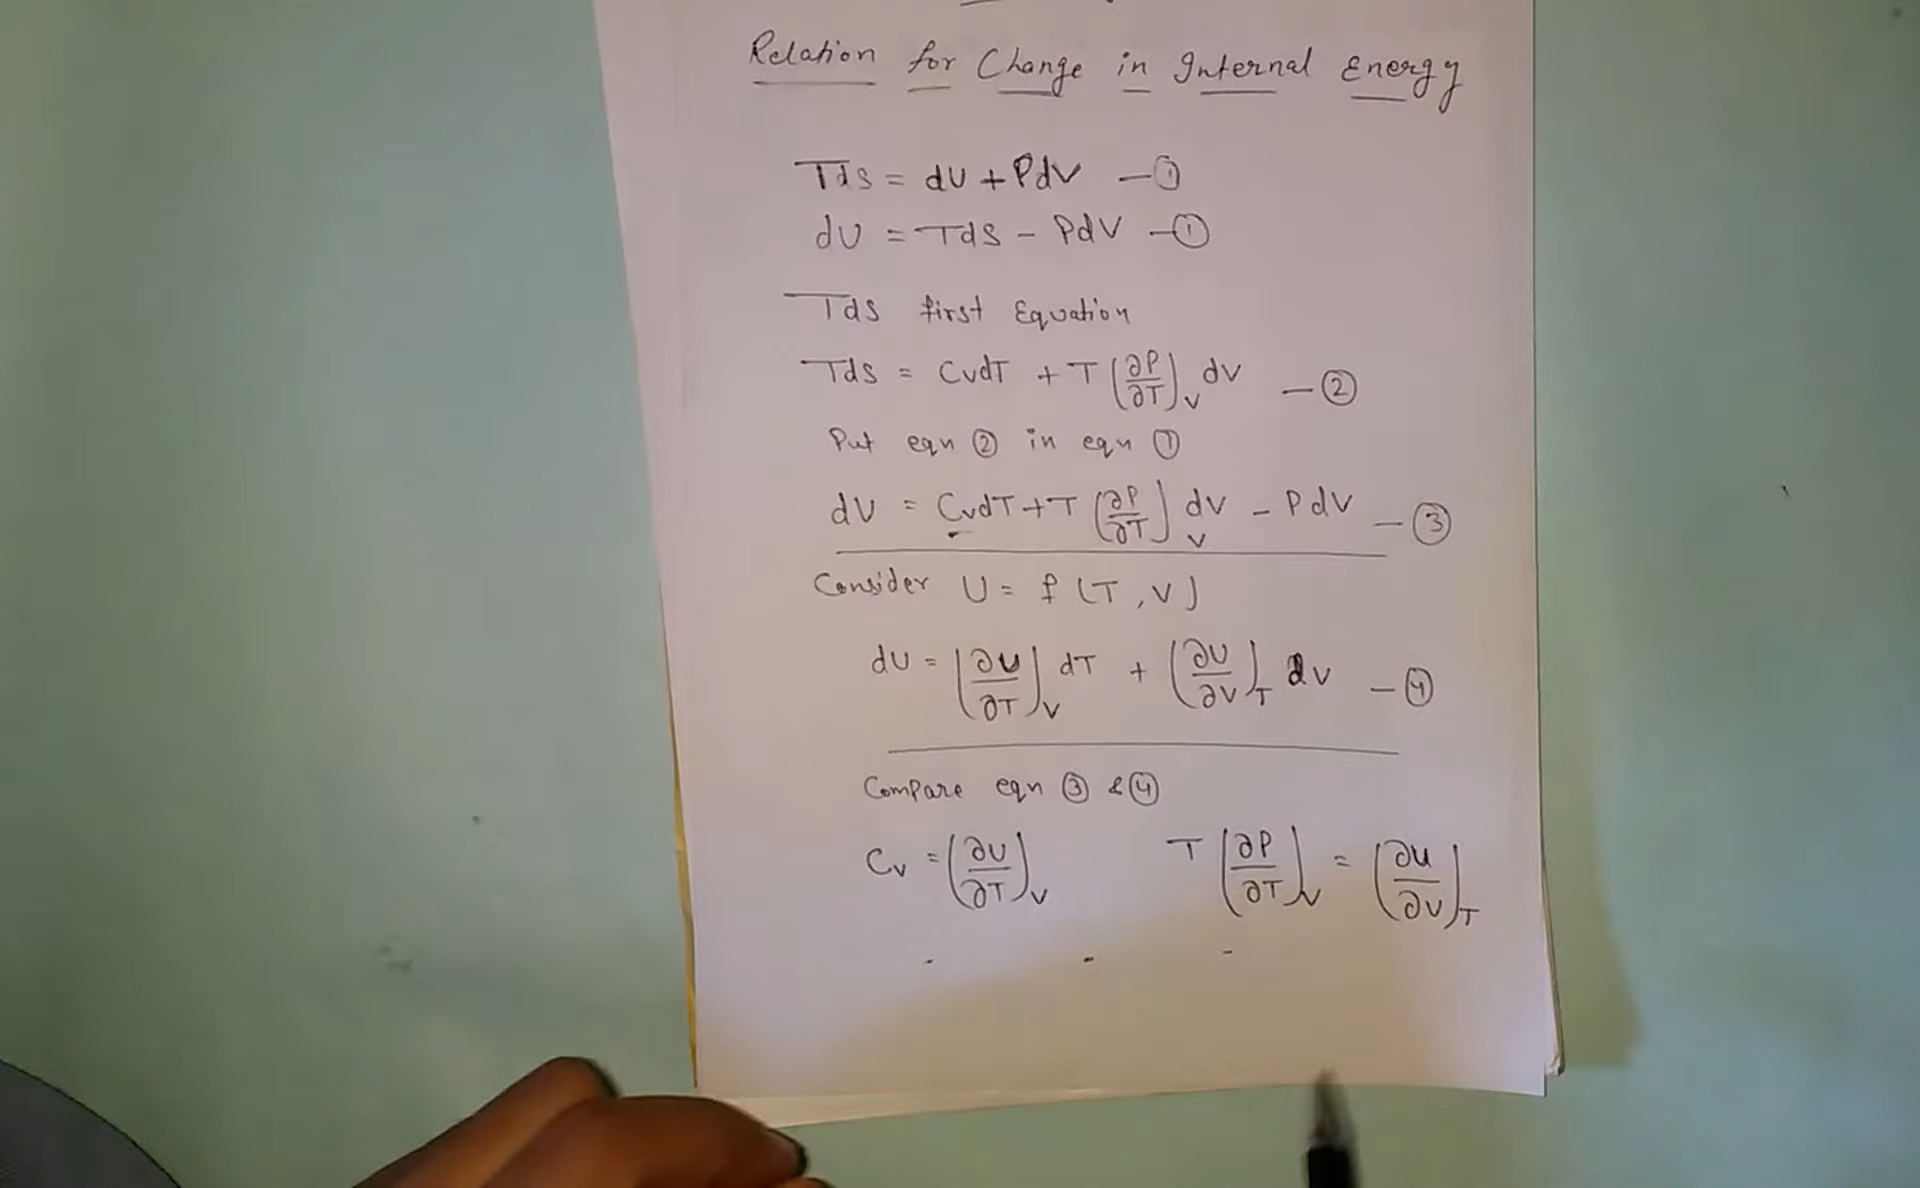 Relation for Change in Internal Energy
Tds = dU + PdV — ①
dU = Tds - PdV — ①
Tds first Equation
Tds = CvdT + T (∂P/∂T)V dV — ②
Put eqn ② in eqn ①
dU = CvdT + T (∂P/∂T)V dV - PdV — ③
Consider U = f (T, V)
dU = (∂U/∂T)V dT + (∂U/∂V)T dV — ④
Compare eqn ③ & ④
Cv = (∂U/∂T)V T (∂P/∂T)V = (∂U/∂V)T